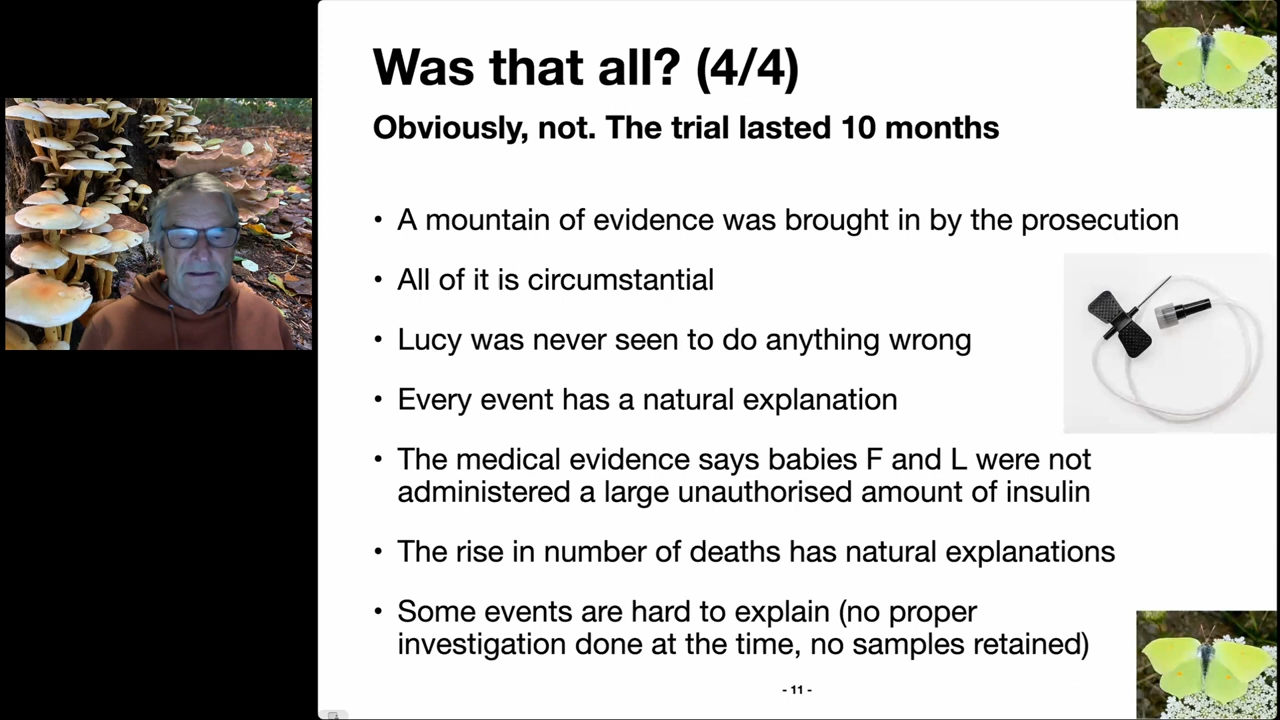 Was that all? (4/4)
Obviously, not. The trial lasted 10 months
• A mountain of evidence was brought in by the prosecution
• All of it is circumstantial
• Lucy was never seen to do anything wrong
• Every event has a natural explanation
• The medical evidence says babies F and L were not
administered a large unauthorised amount of insulin
• The rise in number of deaths has natural explanations
• Some events are hard to explain (no proper
investigation done at the time, no samples retained)
- 11 -